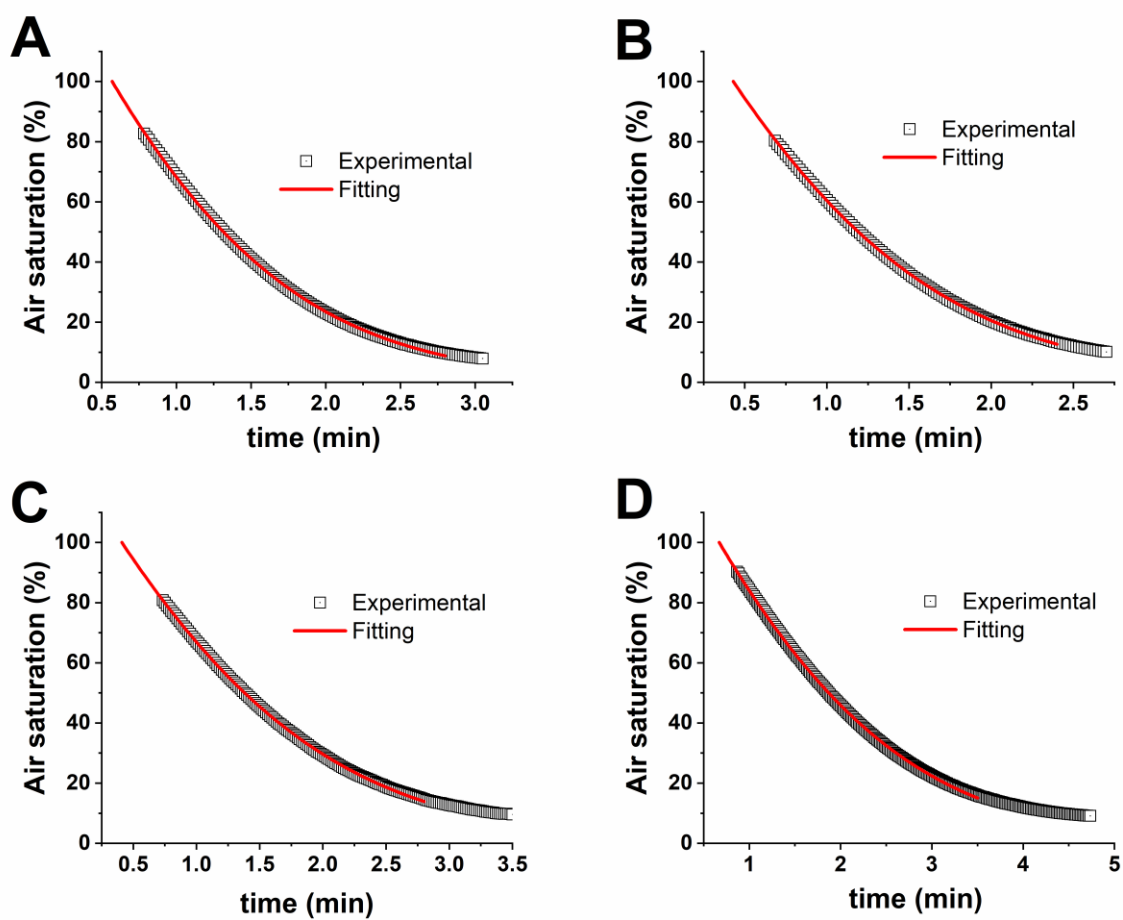 A
Air saturation (%)
100
80
60
40
20
0
Experimental
Fitting
0.5 1.0 1.5 2.0 2.5 3.0
time (min)
B
Air saturation (%)
100
80
60
40
20
0
Experimental
Fitting
0.5 1.0 1.5 2.0 2.5
time (min)
C
Air saturation (%)
100
80
60
40
20
0
Experimental
Fitting
0.5 1.0 1.5 2.0 2.5 3.0 3.5
time (min)
D
Air saturation (%)
100
80
60
40
20
0
Experimental
Fitting
1 2 3 4 5
time (min)